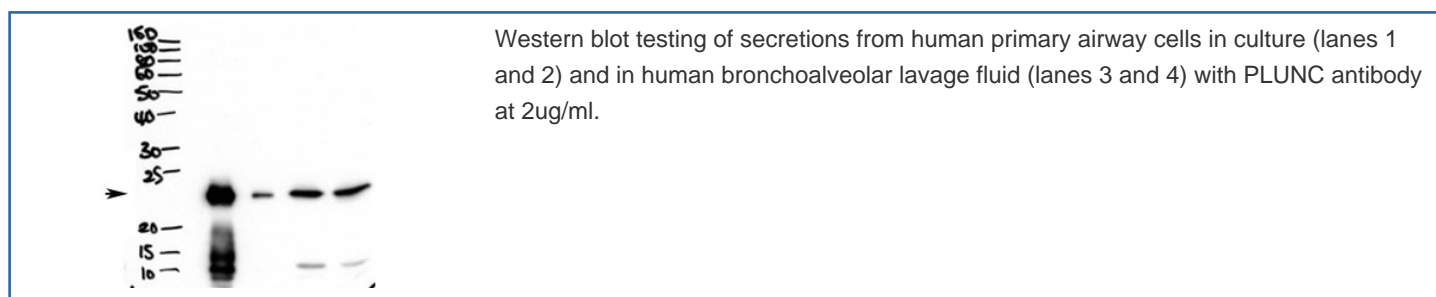 150
50
40
30
25
20
15
10
Western blot testing of secretions from human primary airway cells in culture (lanes 1
and 2) and in human bronchoalveolar lavage fluid (lanes 3 and 4) with PLUNC antibody
at 2ug/ml.